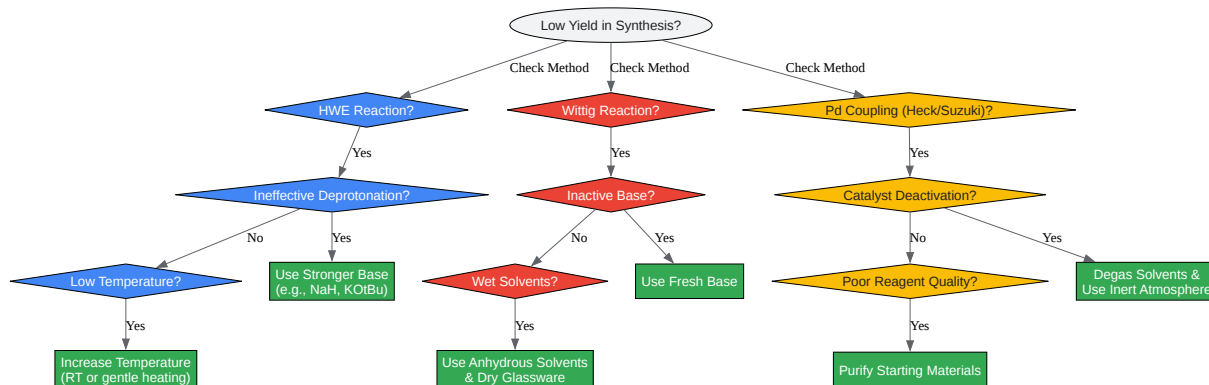 Low Yield in Synthesis?
Check Method
Check Method
Check Method
HWE Reaction?
Wittig Reaction?
Pd Coupling (Heck/Suzuki)?
Yes
Yes
Yes
Ineffective Deprotonation?
Inactive Base?
Catalyst Deactivation?
No
Yes
No
Yes
No
Yes
Low Temperature?
Use Stronger Base
(e.g., NaH, KOtBu)
Wet Solvents?
Use Fresh Base
Poor Reagent Quality?
Degas Solvents &
Use Inert Atmosphere
Yes
Yes
Yes
Increase Temperature
(RT or gentle heating)
Use Anhydrous Solvents
& Dry Glassware
Purify Starting Materials